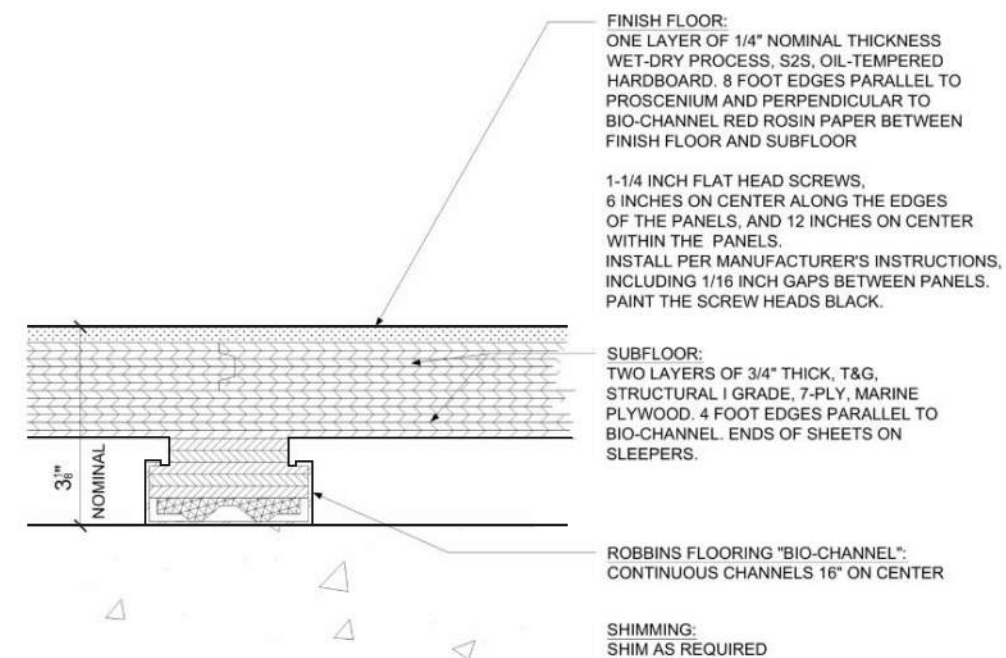 FINISH FLOOR:
ONE LAYER OF 1/4" NOMINAL THICKNESS
WET-DRY PROCESS, S2S, OIL-TEMPERED
HARDBOARD. 8 FOOT EDGES PARALLEL TO
PROSCENIUM AND PERPENDICULAR TO
BIO-CHANNEL RED ROSIN PAPER BETWEEN
FINISH FLOOR AND SUBFLOOR
1-1/4 INCH FLAT HEAD SCREWS,
6 INCHES ON CENTER ALONG THE EDGES
OF THE PANELS, AND 12 INCHES ON CENTER
WITHIN THE PANELS.
INSTALL PER MANUFACTURER'S INSTRUCTIONS,
INCLUDING 1/16 INCH GAPS BETWEEN PANELS.
PAINT THE SCREW HEADS BLACK.
SUBFLOOR:
TWO LAYERS OF 3/4" THICK, T&G,
STRUCTURAL I GRADE, 7-PLY, MARINE
PLYWOOD. 4 FOOT EDGES PARALLEL TO
BIO-CHANNEL. ENDS OF SHEETS ON
SLEEPERS.
3 1/8"
NOMINAL
ROBBINS FLOORING "BIO-CHANNEL":
CONTINUOUS CHANNELS 16" ON CENTER
SHIMMING:
SHIM AS REQUIRED